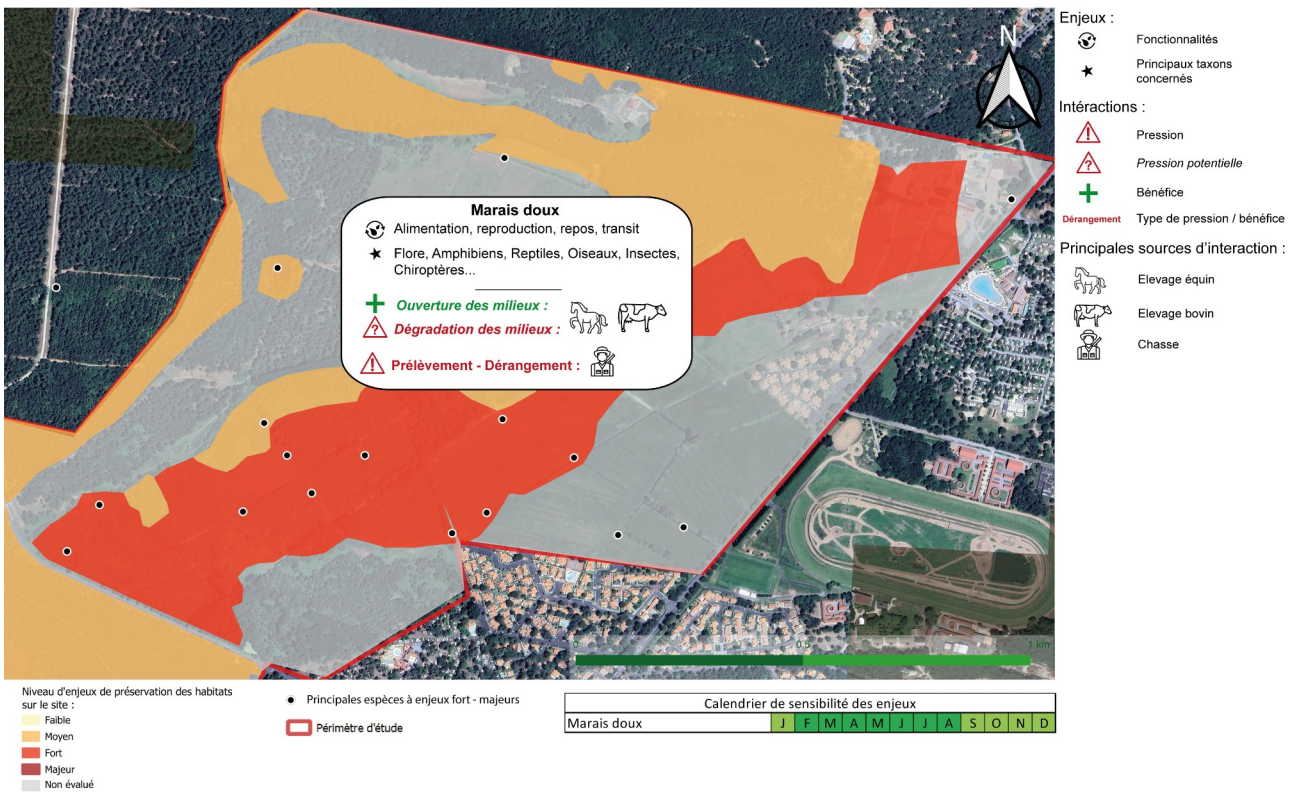 N
Marais doux
Alimentation, reproduction, repos, transit
Flore, Amphibiens, Reptiles, Oiseaux, Insectes,
Chiroptères...
Ouverture des milieux :
Dégradation des milieux :
Prélèvement - Dérangement :
0
0.5
1 km
Enjeux :
Fonctionnalités
Principaux taxons
concernés
Intéractions :
Pression
Pression potentielle
Bénéfice
Dérangement Type de pression / bénéfice
Principales sources d'interaction :
Elevage équin
Elevage bovin
Chasse
Niveau d'enjeux de préservation des habitats
sur le site :
Faible
Moyen
Fort
Majeur
Non évalué
Principales espèces à enjeux fort - majeurs
Périmètre d'étude
Calendrier de sensibilité des enjeux
Marais doux J F M A M J J A S O N D